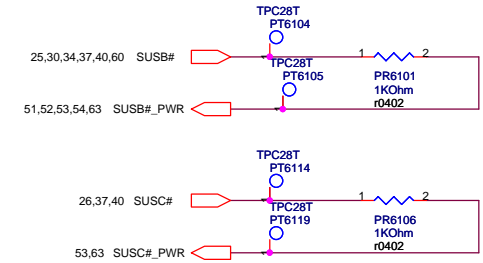 TPC28T
PT6104
25,30,34,37,40,60 SUSB#
1 2
TPC28T
PT6105
PR6101
1KOhm
r0402
51,52,53,54,63 SUSB#_PWR
TPC28T
PT6114
26,37,40 SUSC#
1 2
TPC28T
PT6119
PR6106
1KOhm
r0402
53,63 SUSC#_PWR